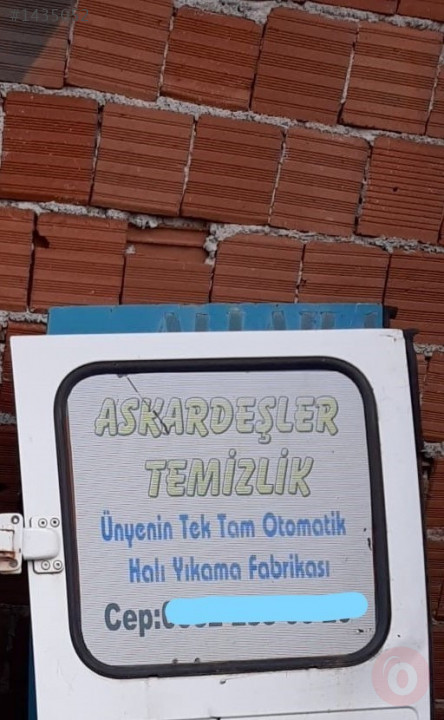 ASKARDEŞLER
TEMİZLİK
Ünyenin Tek Tam Otomatik
Halı Yıkama Fabrikası
Cep: